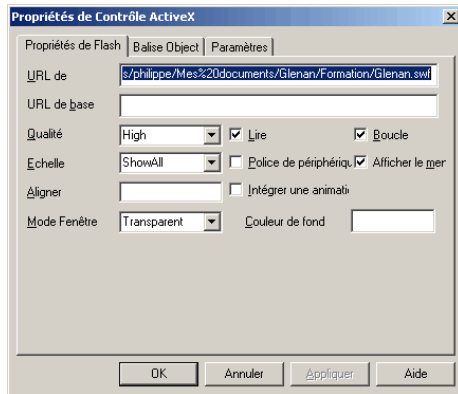 Propriétés de Contrôle ActiveX
Propriétés de Flash Balise Object Paramètres
URL de s/philippe/Mes%20documents/Glenan/Formation/Glenan.swf
URL de base
Qualité High Lire Boucle
Echelle ShowAll Police de périphériqu Afficher le mer
Aligner Intégrer une animatio
Mode Fenêtre Transparent Couleur de fond
OK Annuler Appliquer Aide